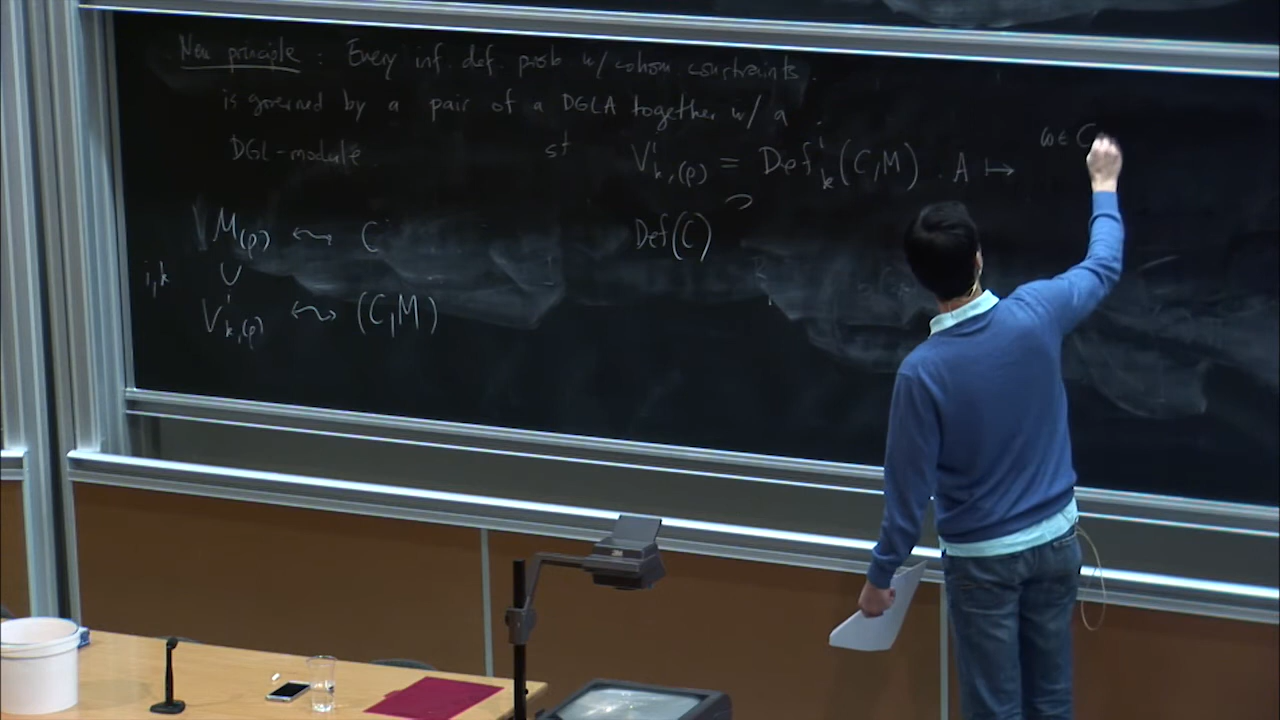 New principle : Every inf. def. prob w/ cohom constraints
is governed by a pair of a DGLA together w/ a
DGL-module. st V^i_{k,(ρ)} = Def^i_k(C,M) . A ↦ ω ∈ C
M_{(ρ)} ↭ C Def(C)
i,k ∪
V^i_{k,(ρ)} ↭ (C,M)